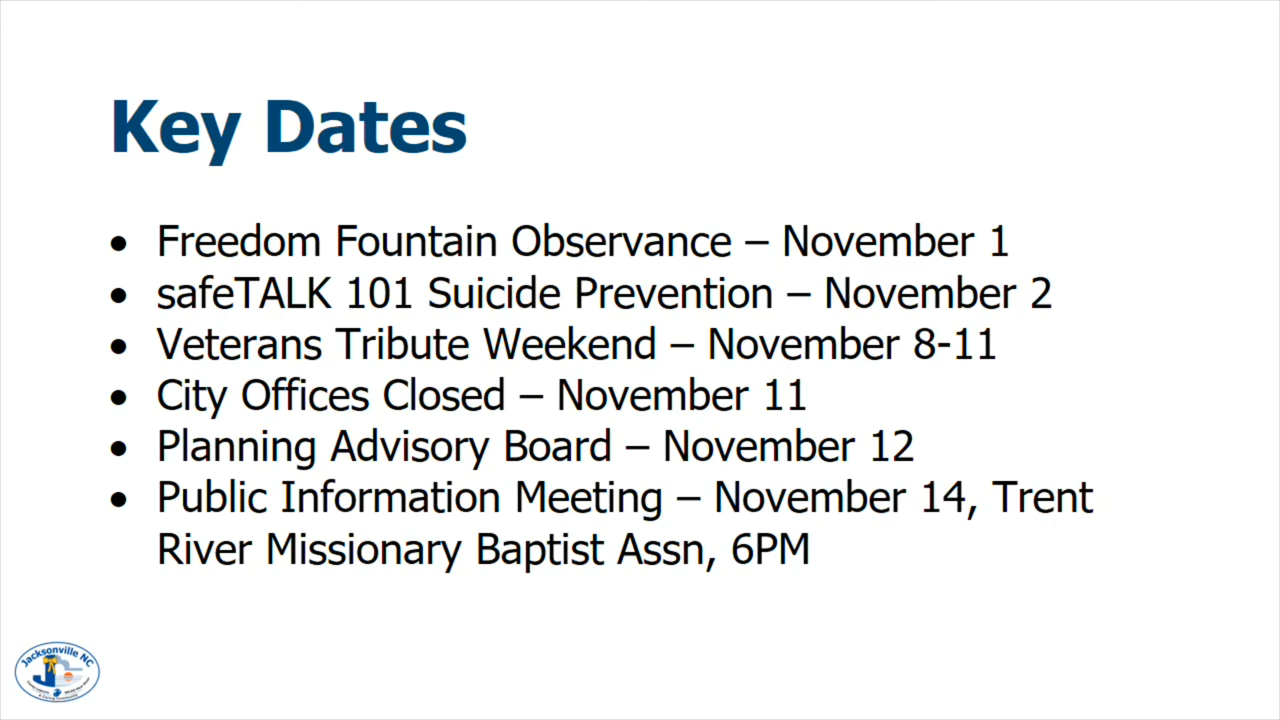 Key Dates
• Freedom Fountain Observance – November 1
• safeTALK 101 Suicide Prevention – November 2
• Veterans Tribute Weekend – November 8-11
• City Offices Closed – November 11
• Planning Advisory Board – November 12
• Public Information Meeting – November 14, Trent
River Missionary Baptist Assn, 6PM
Jacksonville NC